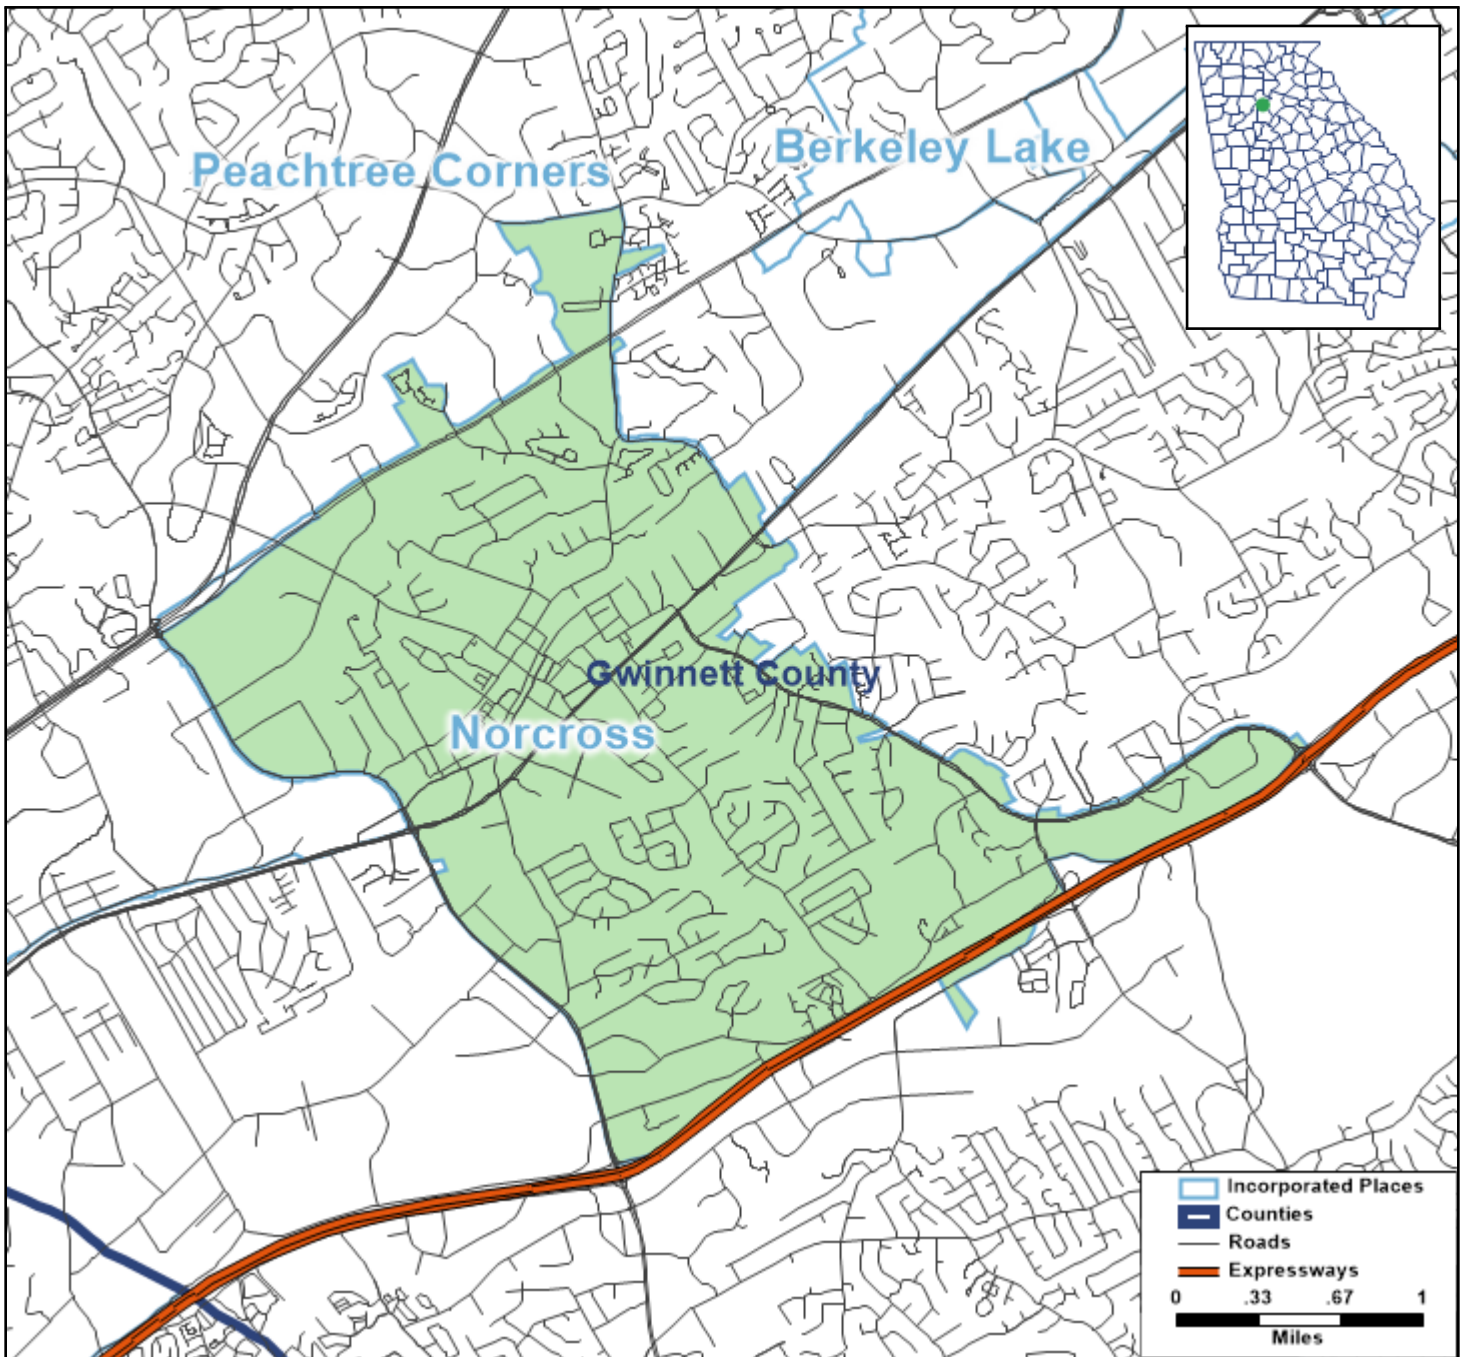 Berkeley Lake
Peachtree Corners
Gwinnett County
Norcross
Incorporated Places
Counties
Roads
Expressways
0 .33 .67 1
Miles